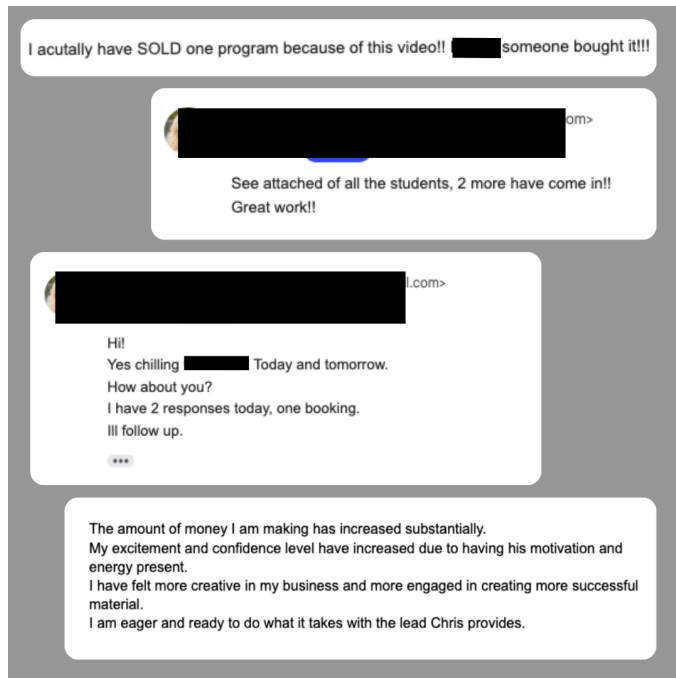 I acutally have SOLD one program because of this video!! someone bought it!!!
om>
See attached of all the students, 2 more have come in!!
Great work!!
l.com>
Hi!
Yes chilling Today and tomorrow.
How about you?
I have 2 responses today, one booking.
Ill follow up.
The amount of money I am making has increased substantially.
My excitement and confidence level have increased due to having his motivation and
energy present.
I have felt more creative in my business and more engaged in creating more successful
material.
I am eager and ready to do what it takes with the lead Chris provides.